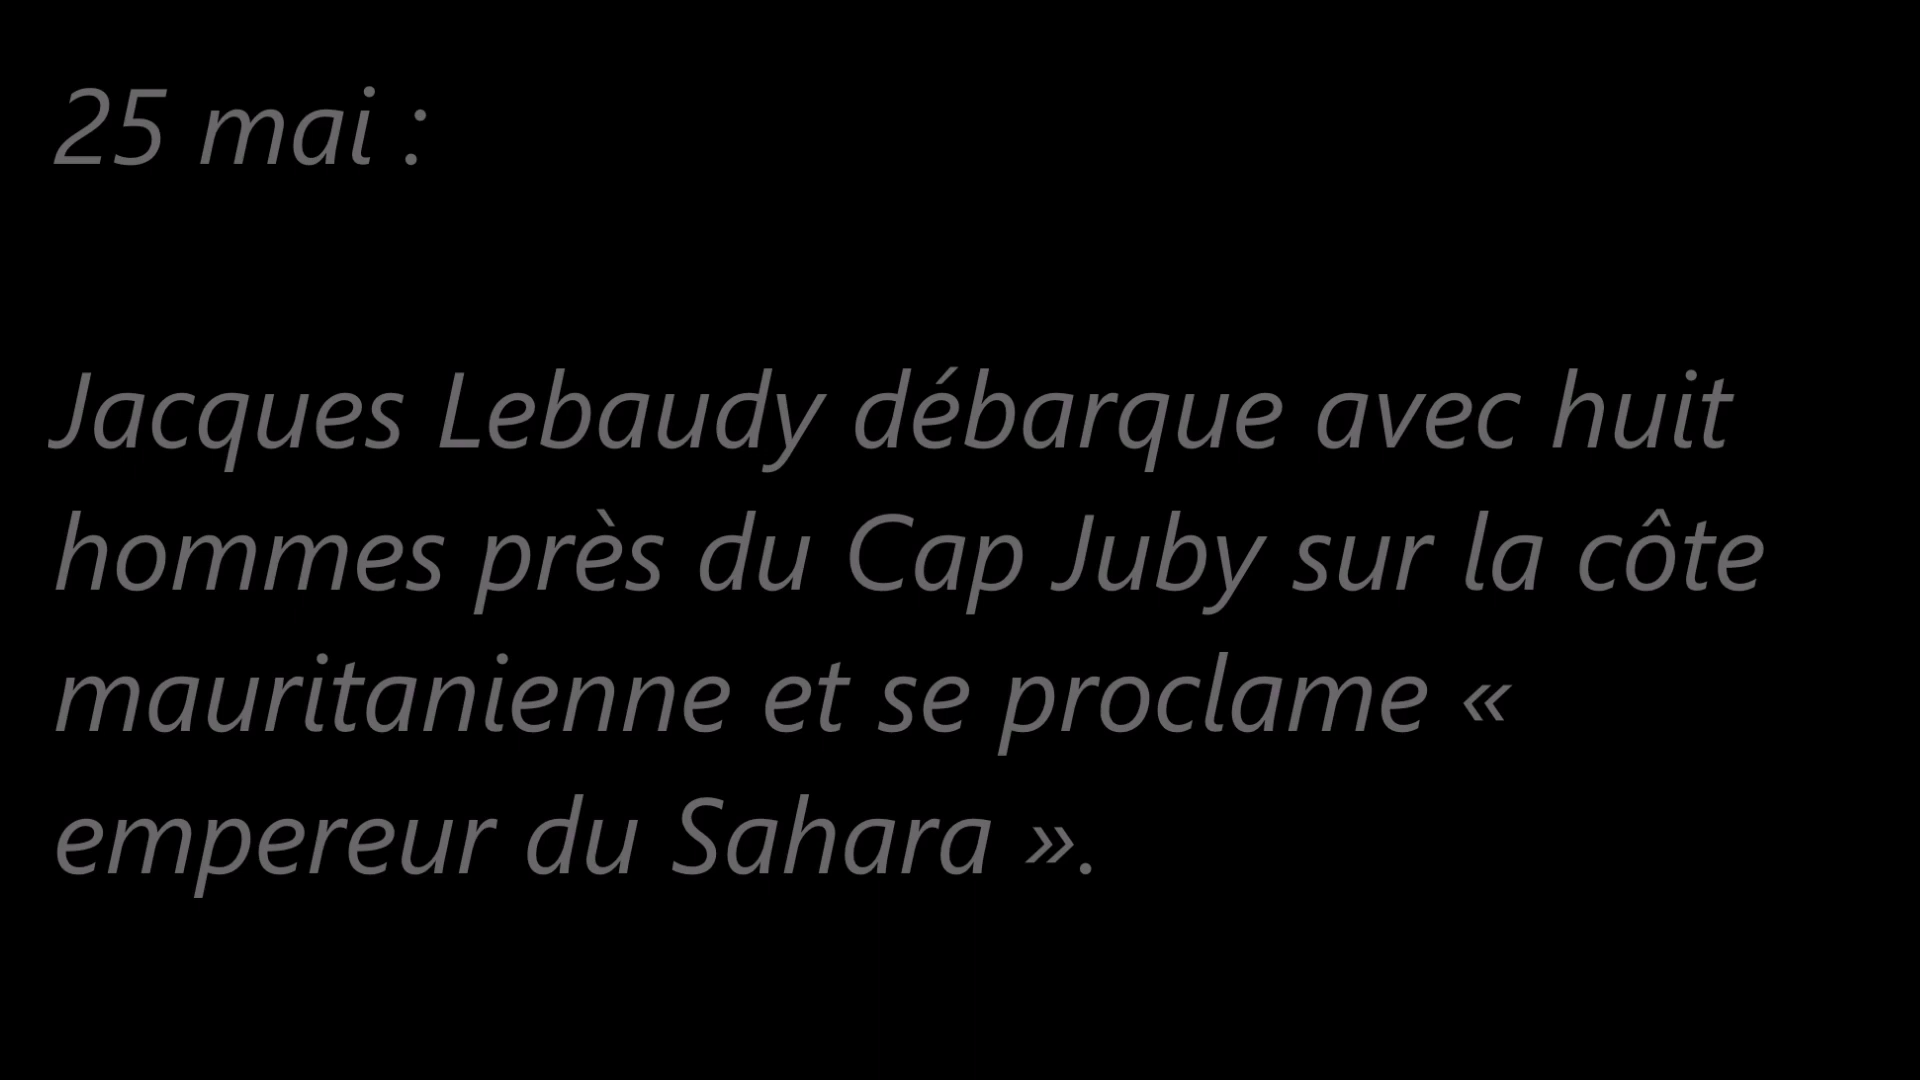 25 mai :
Jacques Lebaudy débarque avec huit
hommes près du Cap Juby sur la côte
mauritanienne et se proclame «
empereur du Sahara ».